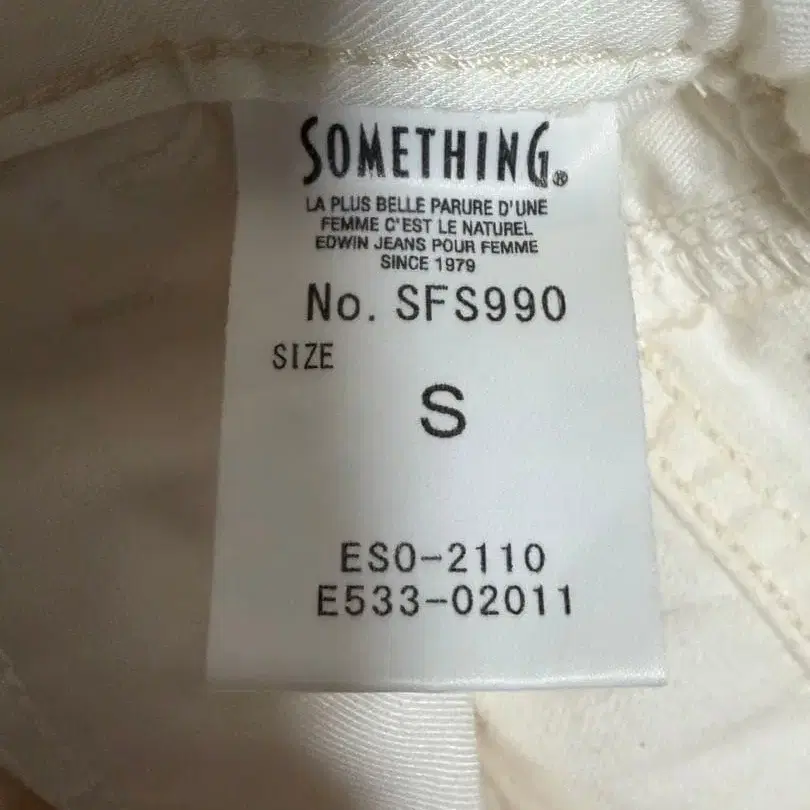 SOMETHING®
LA PLUS BELLE PARURE D'UNE
FEMME C'EST LE NATUREL
EDWIN JEANS POUR FEMME
SINCE 1979
No. SFS990
SIZE
S
ESO-2110
E533-02011